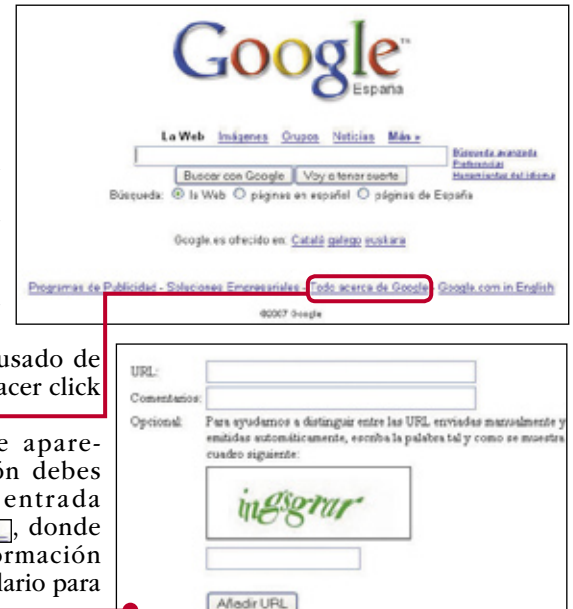 Google™
España
La Web Imágenes Grupos Noticias Más »
Búsqueda avanzada
Preferencias
Herramientas del idioma
Buscar con Google Voy a tener suerte
Búsqueda: la Web páginas en español páginas de España
Google.es ofrecido en: Català galego euskara
Programas de Publicidad - Soluciones Empresariales - Todo acerca de Google - Google.com in English
©2007 Google
usado de
acer click
e apare-
ón debes
entrada
, donde
ormación
lario para
URL:
Comentarios:
Opcional: Para ayudarnos a distinguir entre las URL enviadas manualmente y
emitidas automáticamente, escriba la palabra tal y como se muestra
cuadro siguiente:
ingsgrar
Añadir URL